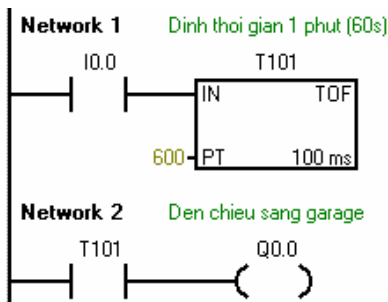 Network 1 Dinh thoi gian 1 phut (60s)
I0.0 T101
IN TOF
600 PT 100 ms
Network 2 Den chieu sang garage
T101 Q0.0